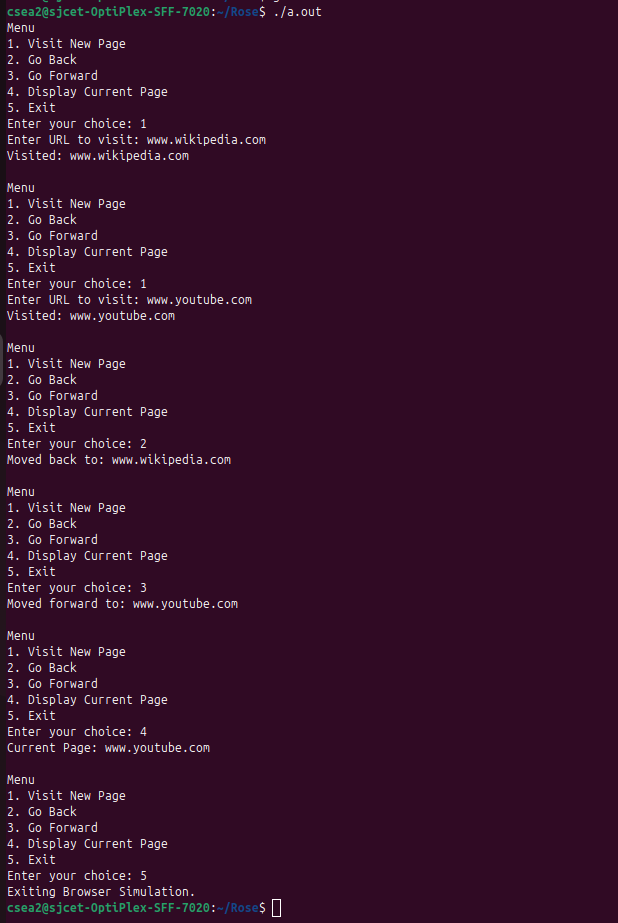 csea2@sjcet-OptiPlex-SFF-7020:~/Rose$ ./a.out
Menu
1. Visit New Page
2. Go Back
3. Go Forward
4. Display Current Page
5. Exit
Enter your choice: 1
Enter URL to visit: www.wikipedia.com
Visited: www.wikipedia.com

Menu
1. Visit New Page
2. Go Back
3. Go Forward
4. Display Current Page
5. Exit
Enter your choice: 1
Enter URL to visit: www.youtube.com
Visited: www.youtube.com

Menu
1. Visit New Page
2. Go Back
3. Go Forward
4. Display Current Page
5. Exit
Enter your choice: 2
Moved back to: www.wikipedia.com

Menu
1. Visit New Page
2. Go Back
3. Go Forward
4. Display Current Page
5. Exit
Enter your choice: 3
Moved forward to: www.youtube.com

Menu
1. Visit New Page
2. Go Back
3. Go Forward
4. Display Current Page
5. Exit
Enter your choice: 4
Current Page: www.youtube.com

Menu
1. Visit New Page
2. Go Back
3. Go Forward
4. Display Current Page
5. Exit
Enter your choice: 5
Exiting Browser Simulation.
csea2@sjcet-OptiPlex-SFF-7020:~/Rose$